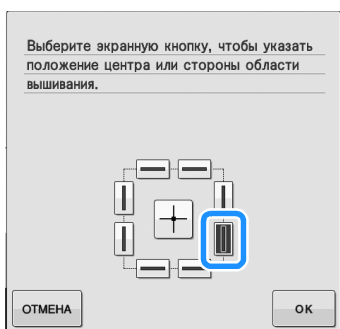 Выберите экранную кнопку, чтобы указать
положение центра или стороны области
вышивания.
ОТМЕНА
ОК